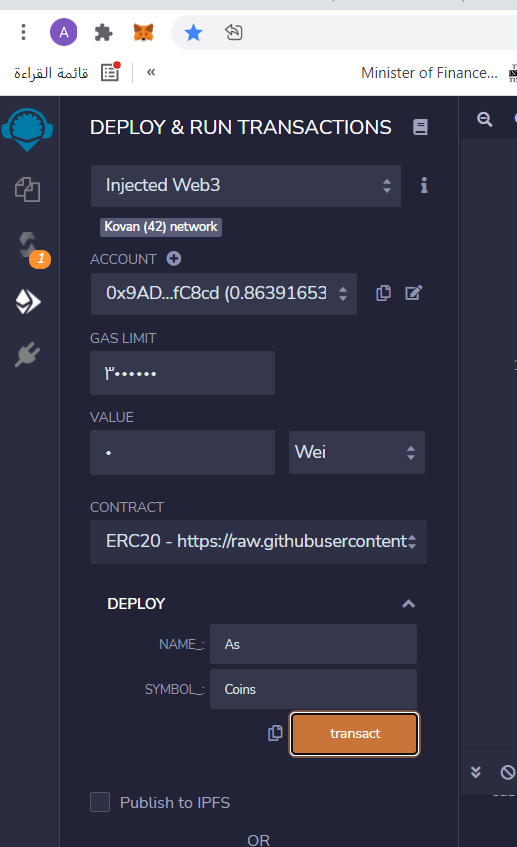 A
قائمة القراءة
«
Minister of Finance...
DEPLOY & RUN TRANSACTIONS
Injected Web3
Kovan (42) network
ACCOUNT
0x9AD...fC8cd (0.86391653
1
GAS LIMIT
٣٠٠٠٠٠٠
VALUE
٠
Wei
CONTRACT
ERC20 - https://raw.githubusercontent
DEPLOY
NAME_:
As
SYMBOL_:
Coins
transact
Publish to IPFS
OR